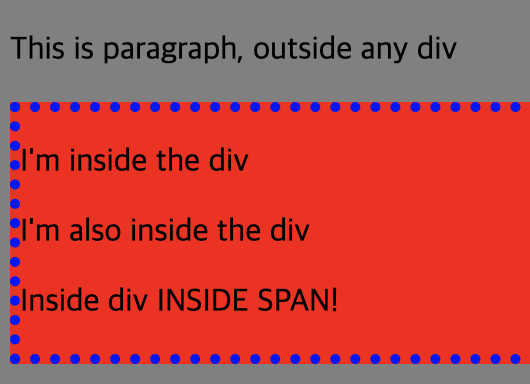 This is paragraph, outside any div
I'm inside the div
I'm also inside the div
Inside div INSIDE SPAN!